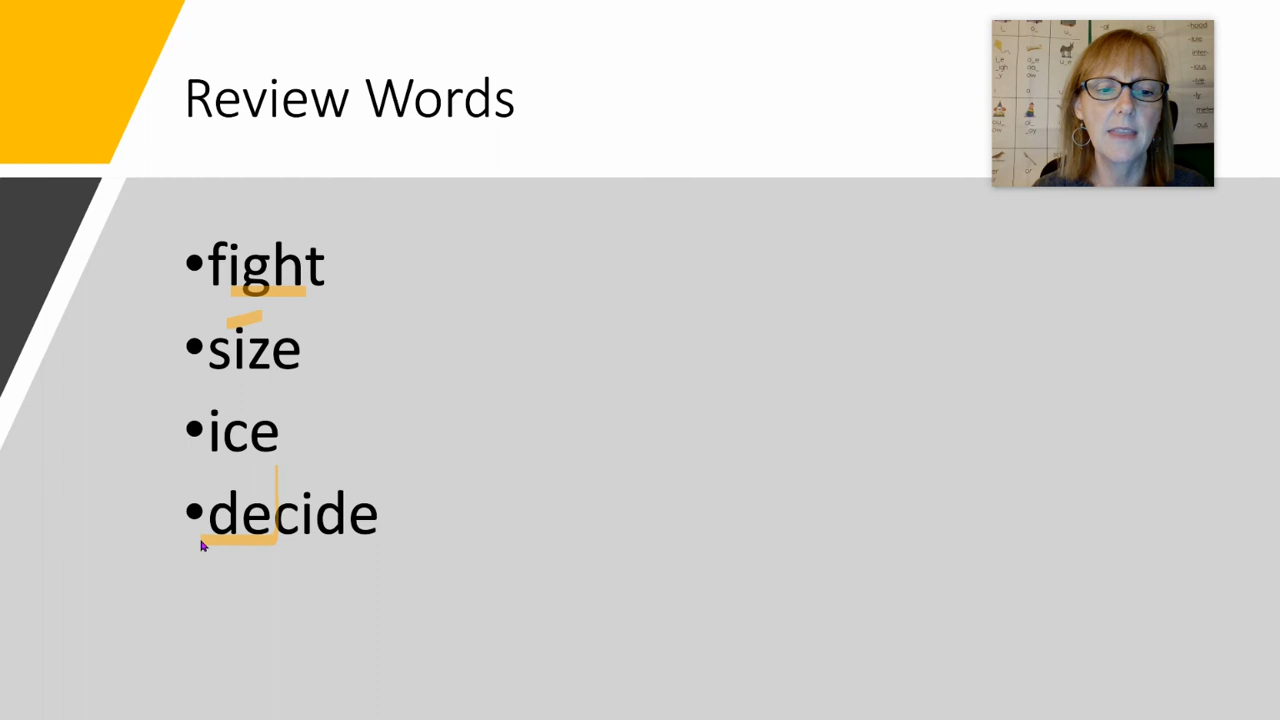 Review Words
•fight
•size
•ice
•decide